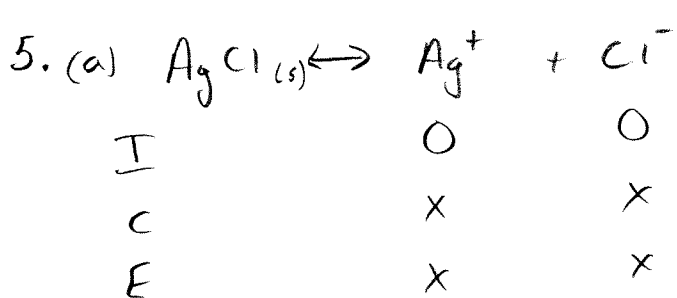 5. (a) AgCl (s) ↔ Ag⁺ + Cl⁻
I 0 0
C x x
E x x